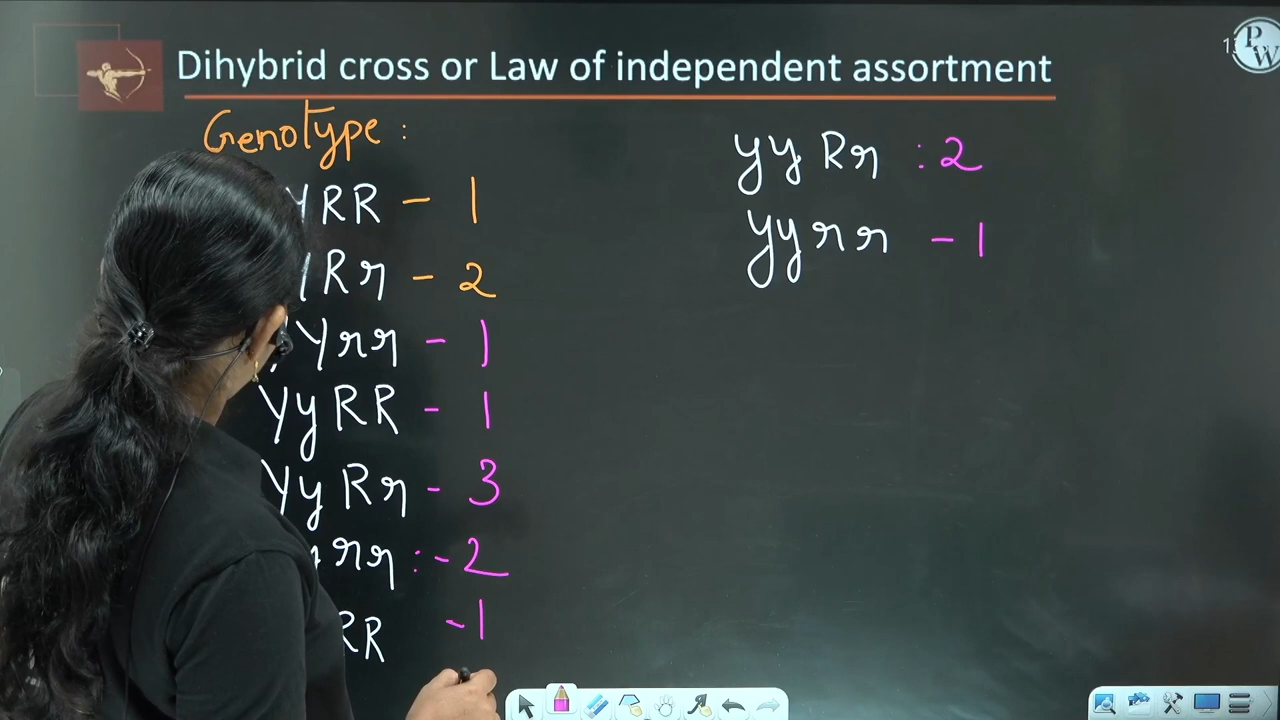 Dihybrid cross or Law of independent assortment
PW
Genotype :
YRR - 1
Rr - 2
Yrr - 1
YyRR - 1
YyRr - 3
rr :- 2
RR - 1
yyRr : 2
yyrr - 1